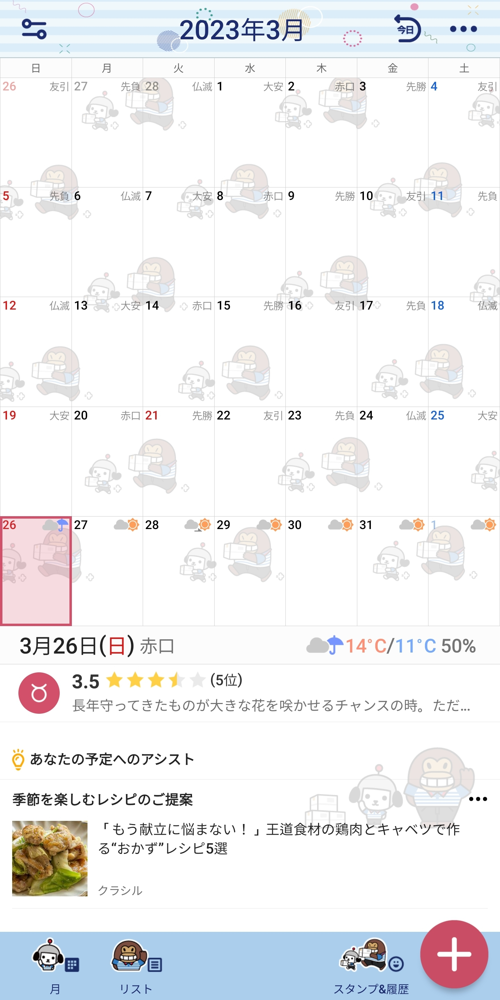 2023年3月
今日
日 月 火 水 木 金 土
26 友引 27 先負 28 仏滅 1 大安 2 赤口 3 先勝 4 友引
5 先負 6 仏滅 7 大安 8 赤口 9 先勝 10 友引 11 先負
12 仏滅 13 大安 14 赤口 15 先勝 16 友引 17 先負 18 仏滅
19 大安 20 赤口 21 先勝 22 友引 23 先負 24 仏滅 25 大安
26 27 28 29 30 31 1
3月26日(日) 赤口 14°C/11°C 50%
3.5 (5位)
長年守ってきたものが大きな花を咲かせるチャンスの時。ただ…
あなたの予定へのアシスト
季節を楽しむレシピのご提案
「もう献立に悩まない！」王道食材の鶏肉とキャベツで作
る“おかず”レシピ5選
クラシル
月 リスト スタンプ&履歴